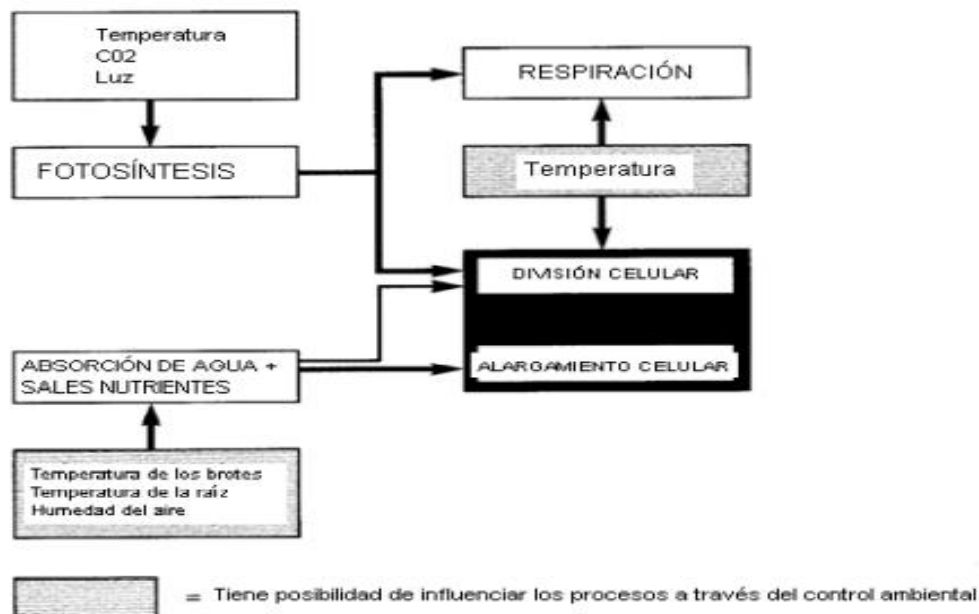 Temperatura
C02
Luz
RESPIRACIÓN
FOTOSÍNTESIS
Temperatura
DIVISIÓN CELULAR
ABSORCIÓN DE AGUA +
SALES NUTRIENTES
ALARGAMIENTO CELULAR
Temperatura de los brotes
Temperatura de la raíz
Humedad del aire
= Tiene posibilidad de influenciar los procesos a través del control ambiental